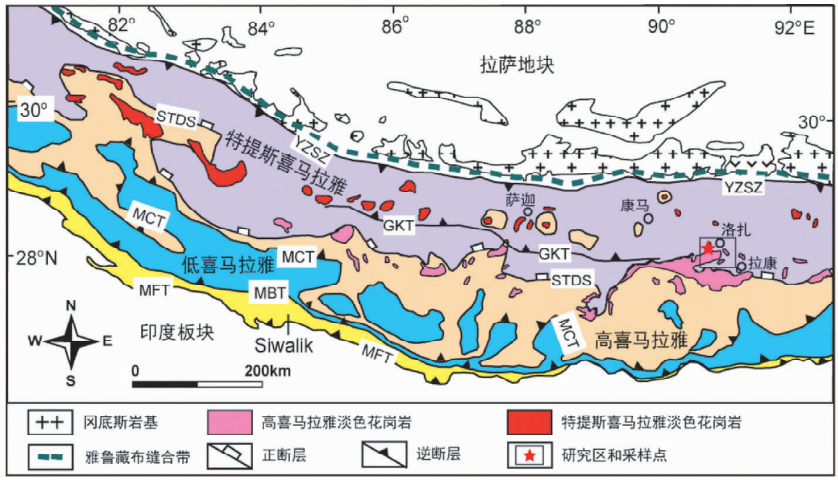 82°
84°
86°
88°
90°
92°E
拉萨地块
30°
30°
STDS
特提斯喜马拉雅
YZSZ
YZSZ
萨迦
康马
洛扎
拉康
GKT
GKT
MCT
MCT
28°N
低喜马拉雅
STDS
MFT
MBT
MCT
高喜马拉雅
N
W
E
S
印度板块
Siwalik
MFT
0
200km
冈底斯岩基
高喜马拉雅淡色花岗岩
特提斯喜马拉雅淡色花岗岩
雅鲁藏布缝合带
正断层
逆断层
研究区和采样点